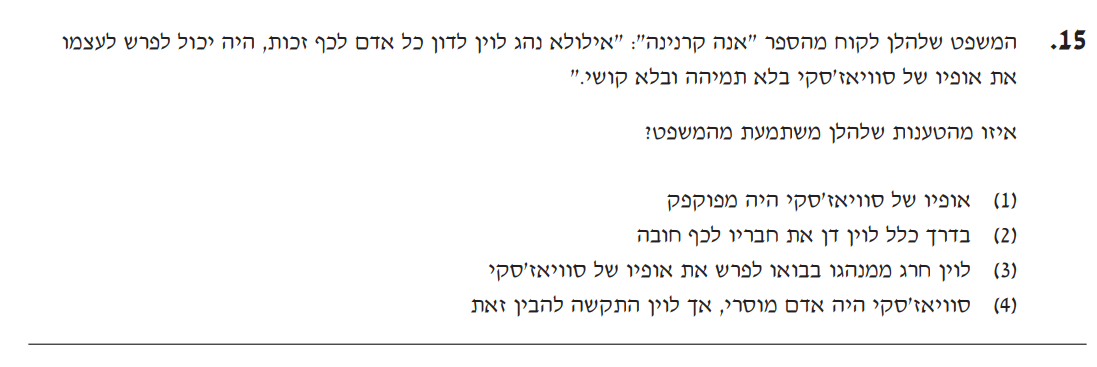 15. המשפט שלהלן לקוח מהספר "אנה קרנינה": "אילולא נהג לוין לדון כל אדם לכף זכות, היה יכול לפרש לעצמו
את אופיו של סוויאז'סקי בלא תמיהה ובלא קושי."
איזו מהטענות שלהלן משתמעת מהמשפט?
(1) אופיו של סוויאז'סקי היה מפוקפק
(2) בדרך כלל לוין דן את חבריו לכף חובה
(3) לוין חרג ממנהגו בבואו לפרש את אופיו של סוויאז'סקי
(4) סוויאז'סקי היה אדם מוסרי, אך לוין התקשה להבין זאת